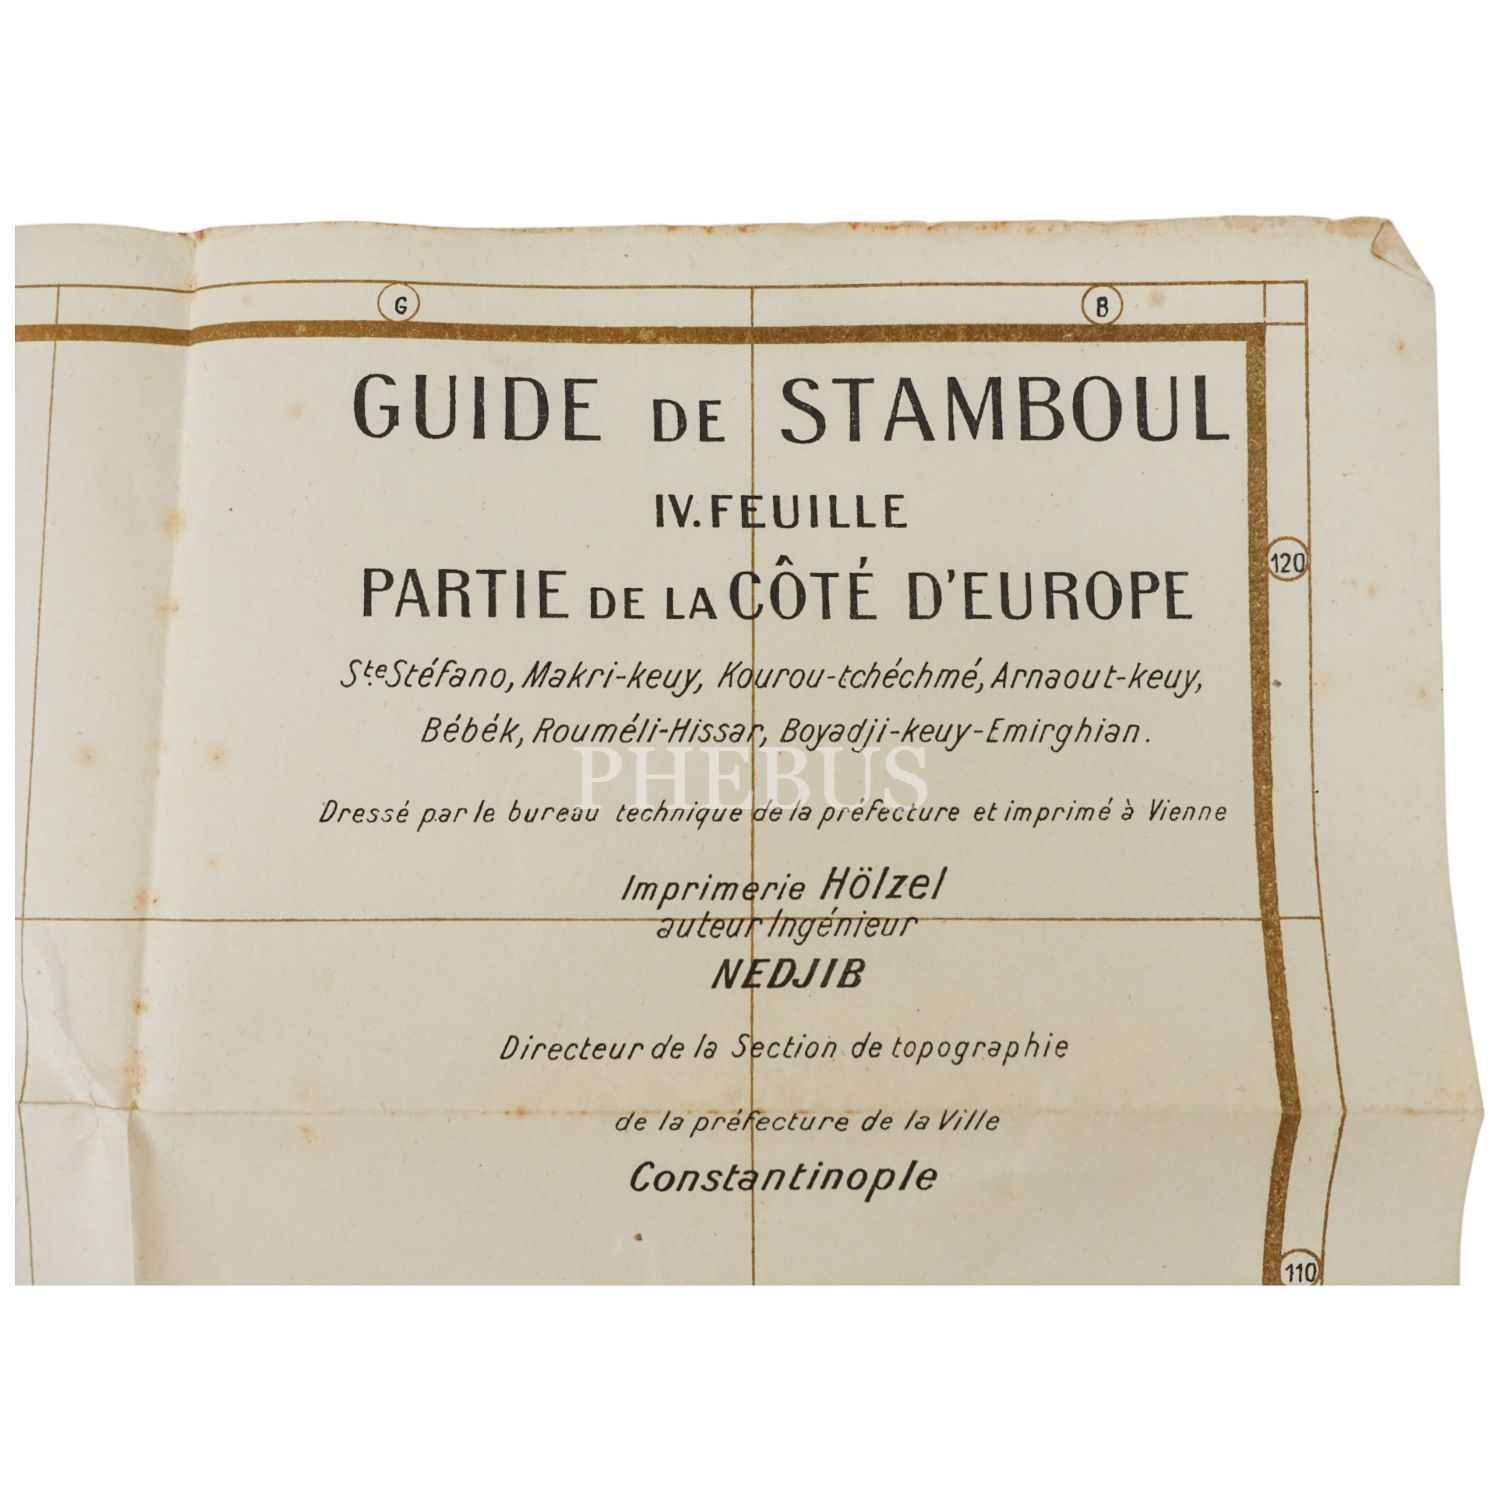 G
B
GUIDE DE STAMBOUL
IV. FEUILLE
120
PARTIE DE LA CÔTÉ D'EUROPE
Ste Stéfano, Makri-keuy, Kourou-tchéchmé, Arnaout-keuy,
Bébék, Rouméli-Hissar, Boyadji-keuy-Emirghian.
PHEBUS
Dressé par le bureau technique de la préfecture et imprimé à Vienne
Imprimerie Hölzel
auteur Ingénieur
NEDJIB
Directeur de la Section de topographie
de la préfecture de la Ville
Constantinople
110